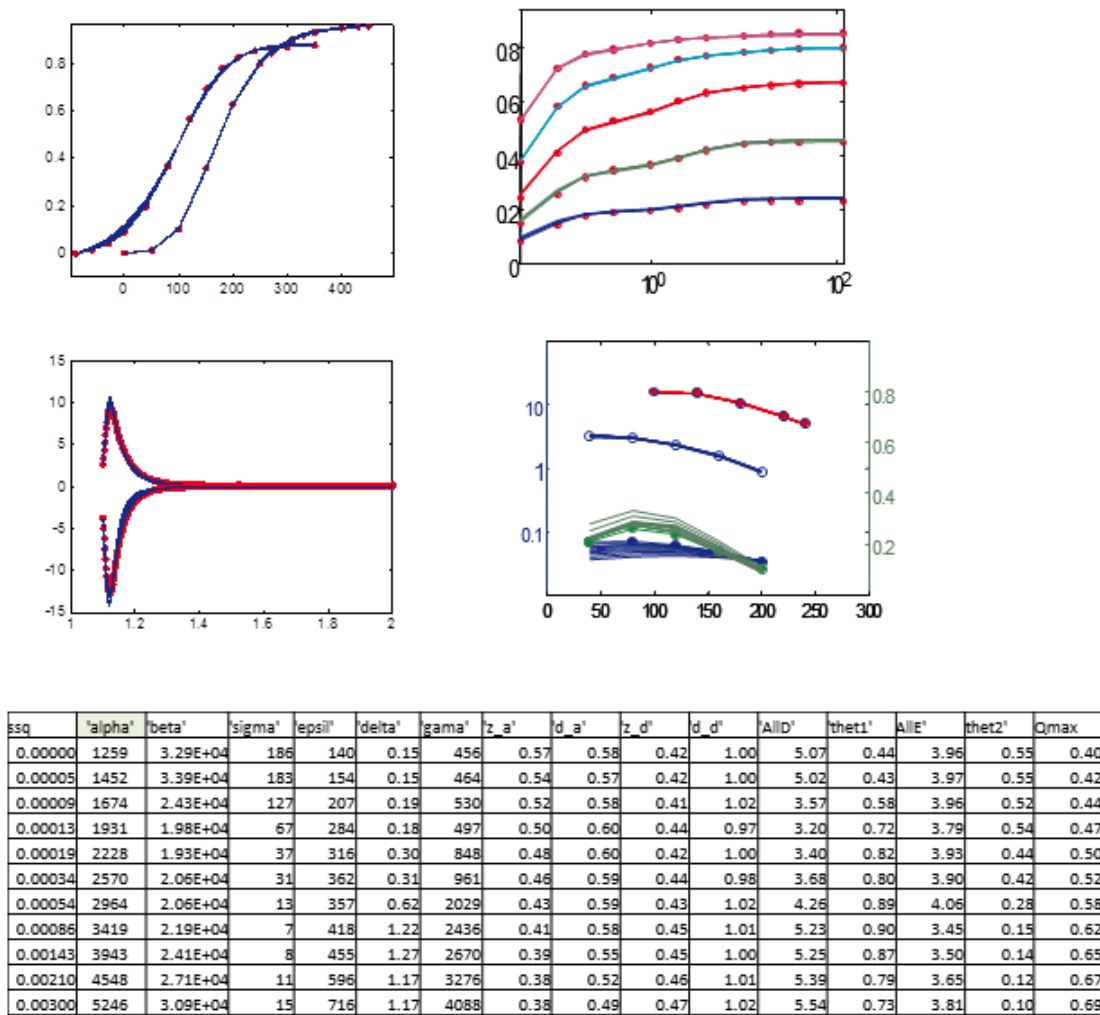 0.8
0.6
0.4
0.2
0
0 100 200 300 400
0.8
0.6
0.4
0.2
0
10⁰ 10²
15
10
5
0
-5
-10
-15
1 1.2 1.4 1.6 1.8 2
10
1
0.1
0.8
0.6
0.4
0.2
0 50 100 150 200 250 300
ssq 'alpha' 'beta' 'sigma' 'epsil' 'delta' 'gama' 'z_a' 'd_a' 'z_d' 'd_d' 'AllD' 'thet1' AllE' thet2' Qmax
0.00000 1259 3.29E+04 186 140 0.15 456 0.57 0.58 0.42 1.00 5.07 0.44 3.96 0.55 0.40
0.00005 1452 3.39E+04 183 154 0.15 464 0.54 0.57 0.42 1.00 5.02 0.43 3.97 0.55 0.42
0.00009 1674 2.43E+04 127 207 0.19 530 0.52 0.58 0.41 1.02 3.57 0.58 3.96 0.52 0.44
0.00013 1931 1.98E+04 67 284 0.18 497 0.50 0.60 0.44 0.97 3.20 0.72 3.79 0.54 0.47
0.00019 2228 1.93E+04 37 316 0.30 848 0.48 0.60 0.42 1.00 3.40 0.82 3.93 0.44 0.50
0.00034 2570 2.06E+04 31 362 0.31 961 0.46 0.59 0.44 0.98 3.68 0.80 3.90 0.42 0.52
0.00054 2964 2.06E+04 13 357 0.62 2029 0.43 0.59 0.43 1.02 4.26 0.89 4.06 0.28 0.58
0.00086 3419 2.19E+04 7 418 1.22 2436 0.41 0.58 0.45 1.01 5.23 0.90 3.45 0.15 0.62
0.00143 3943 2.41E+04 8 455 1.27 2670 0.39 0.55 0.45 1.00 5.25 0.87 3.50 0.14 0.65
0.00210 4548 2.71E+04 11 596 1.17 3276 0.38 0.52 0.46 1.01 5.39 0.79 3.65 0.12 0.67
0.00300 5246 3.09E+04 15 716 1.17 4088 0.38 0.49 0.47 1.02 5.54 0.73 3.81 0.10 0.69